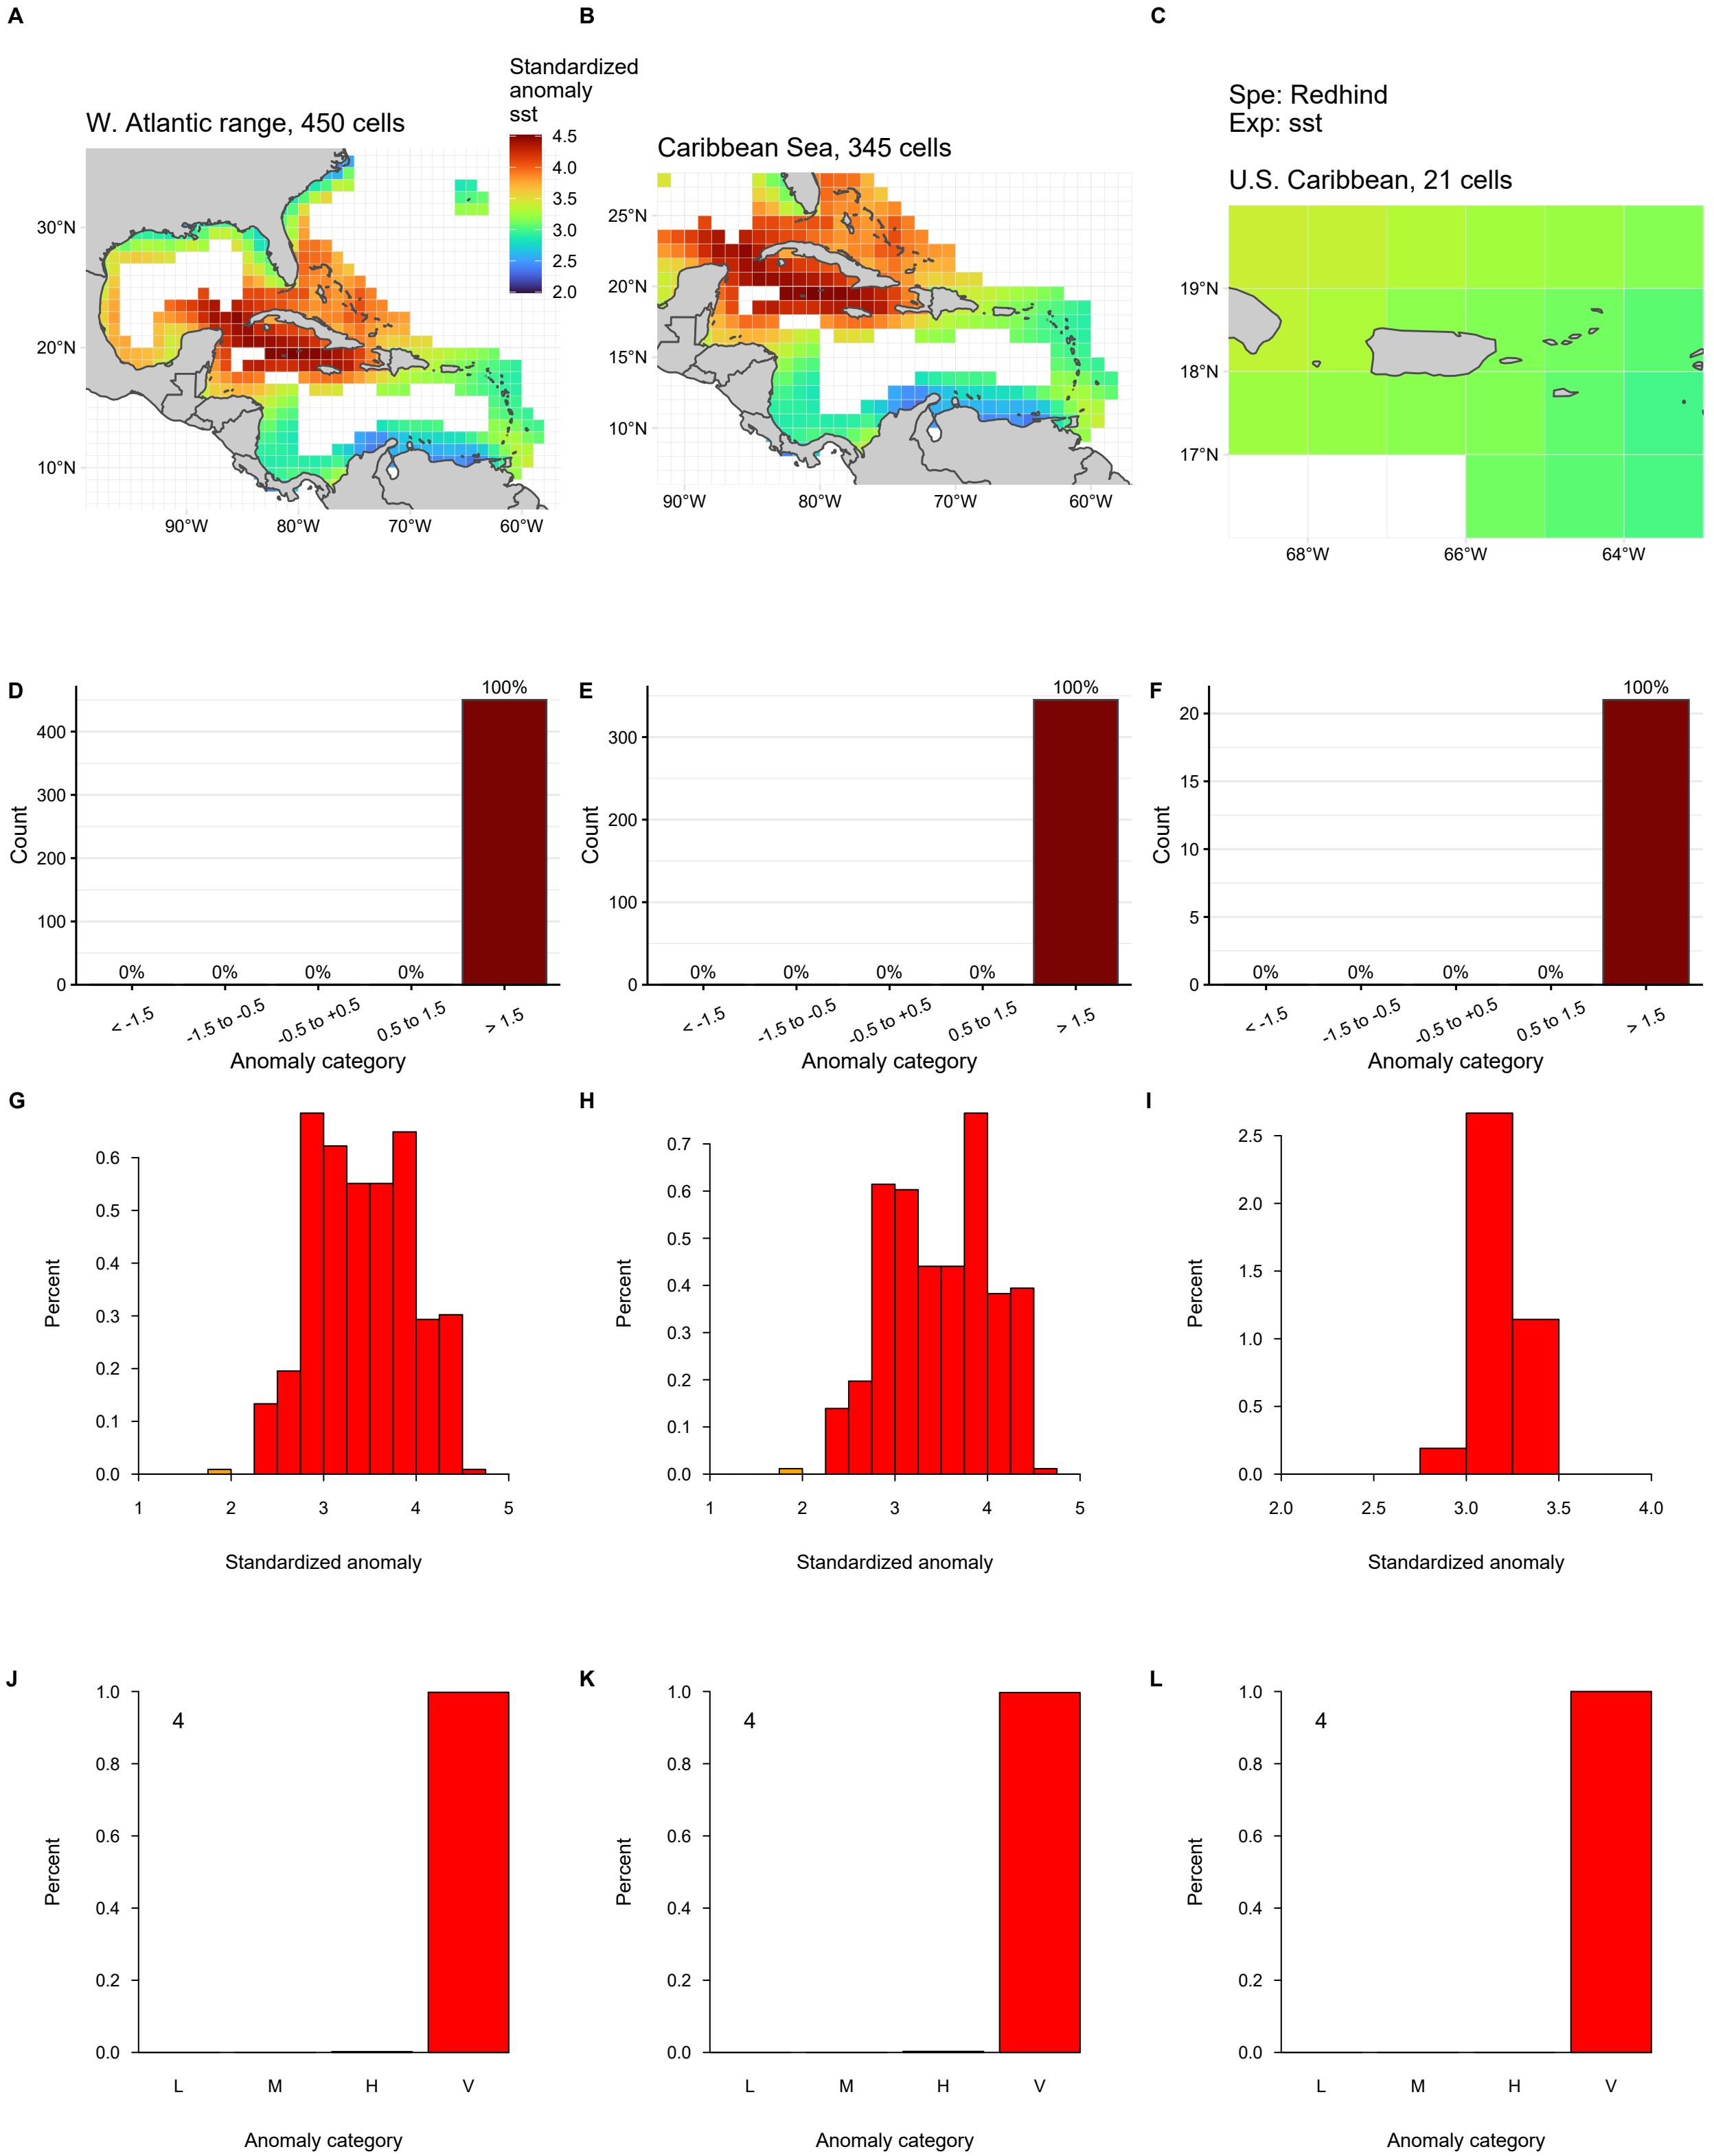 A
B
C
Standardized
anomaly
sst
4.5
4.0
3.5
3.0
2.5
2.0
W. Atlantic range, 450 cells
30°N
20°N
10°N
90°W 80°W 70°W 60°W
Caribbean Sea, 345 cells
25°N
20°N
15°N
10°N
90°W 80°W 70°W 60°W
Spe: Redhind
Exp: sst
U.S. Caribbean, 21 cells
19°N
18°N
17°N
68°W 66°W 64°W
D
Count
400
300
200
100
0
0% 0% 0% 0% 100%
< -1.5 -1.5 to -0.5 -0.5 to +0.5 0.5 to 1.5 > 1.5
Anomaly category
E
Count
300
200
100
0
0% 0% 0% 0% 100%
< -1.5 -1.5 to -0.5 -0.5 to +0.5 0.5 to 1.5 > 1.5
Anomaly category
F
Count
20
15
10
5
0
0% 0% 0% 0% 100%
< -1.5 -1.5 to -0.5 -0.5 to +0.5 0.5 to 1.5 > 1.5
Anomaly category
G
Percent
0.6
0.5
0.4
0.3
0.2
0.1
0.0
1 2 3 4 5
Standardized anomaly
H
Percent
0.7
0.6
0.5
0.4
0.3
0.2
0.1
0.0
1 2 3 4 5
Standardized anomaly
I
Percent
2.5
2.0
1.5
1.0
0.5
0.0
2.0 2.5 3.0 3.5 4.0
Standardized anomaly
J
4
Percent
1.0
0.8
0.6
0.4
0.2
0.0
L M H V
Anomaly category
K
4
Percent
1.0
0.8
0.6
0.4
0.2
0.0
L M H V
Anomaly category
L
4
Percent
1.0
0.8
0.6
0.4
0.2
0.0
L M H V
Anomaly category